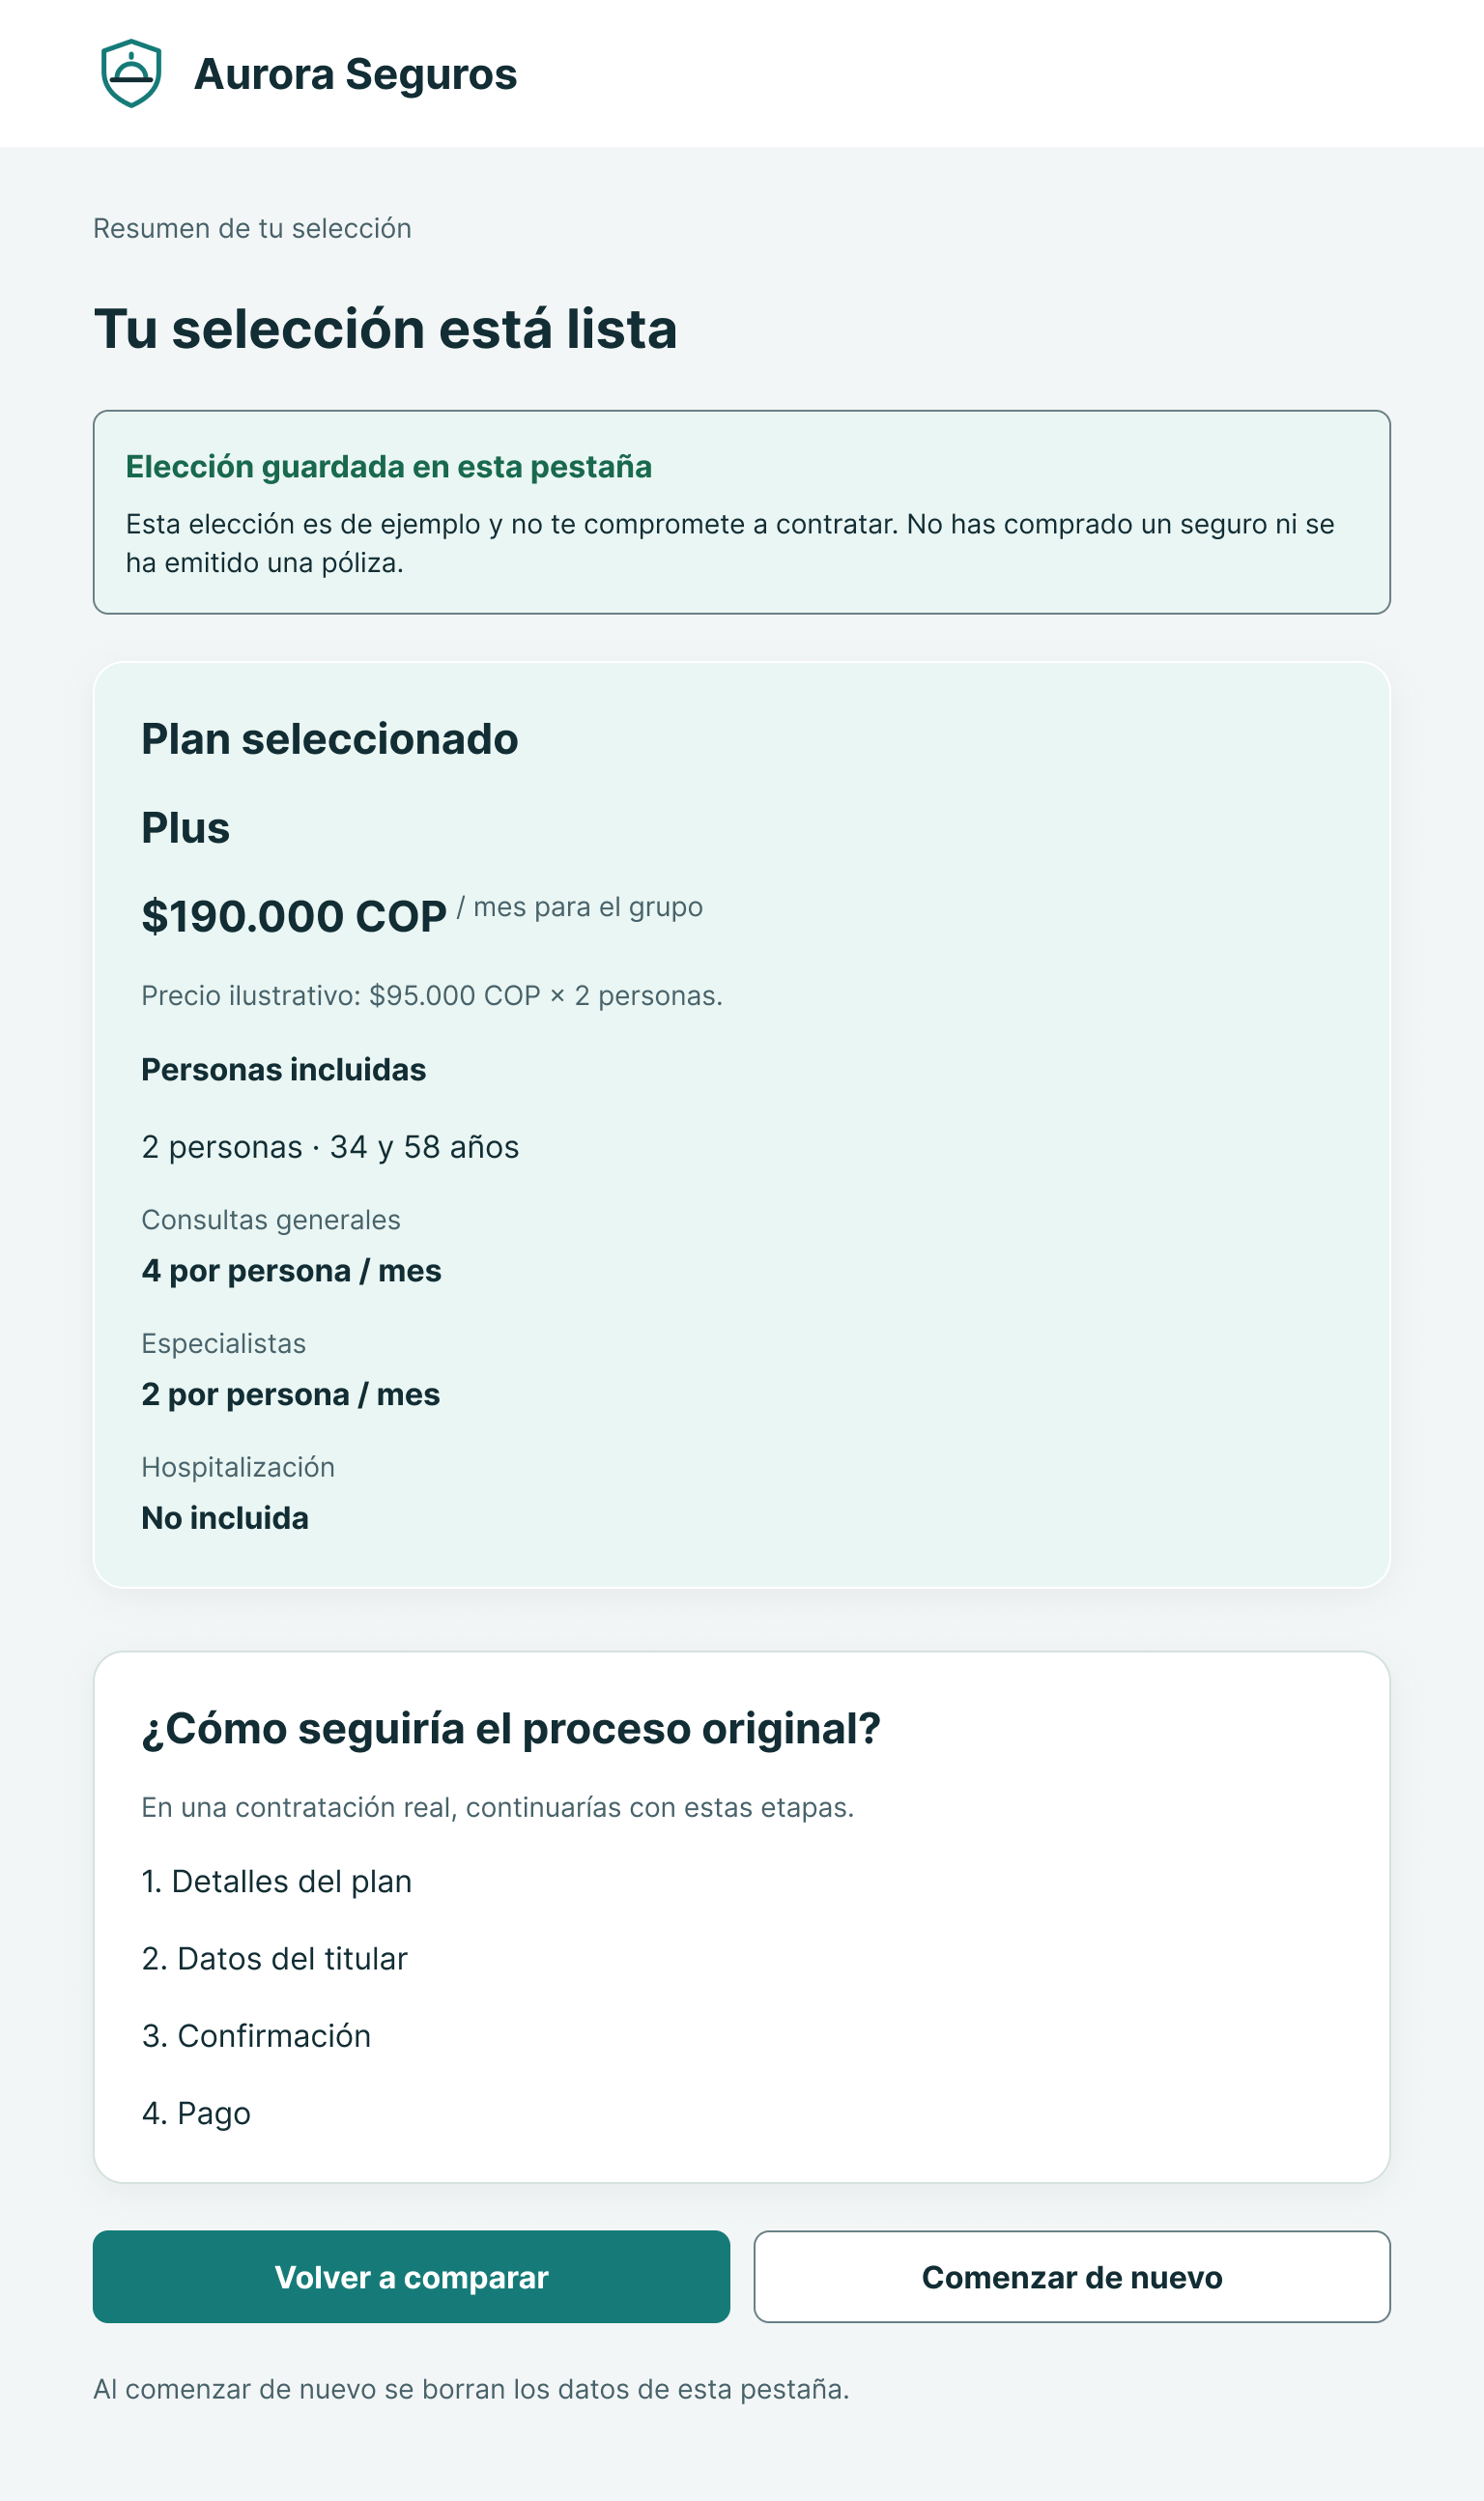 Aurora Seguros
Resumen de tu selección
Tu selección está lista
Elección guardada en esta pestaña
Esta elección es de ejemplo y no te compromete a contratar. No has comprado un seguro ni se
ha emitido una póliza.
Plan seleccionado
Plus
$190.000 COP / mes para el grupo
Precio ilustrativo: $95.000 COP × 2 personas.
Personas incluidas
2 personas · 34 y 58 años
Consultas generales
4 por persona / mes
Especialistas
2 por persona / mes
Hospitalización
No incluida
¿Cómo seguiría el proceso original?
En una contratación real, continuarías con estas etapas.
1. Detalles del plan
2. Datos del titular
3. Confirmación
4. Pago
Volver a comparar
Comenzar de nuevo
Al comenzar de nuevo se borran los datos de esta pestaña.